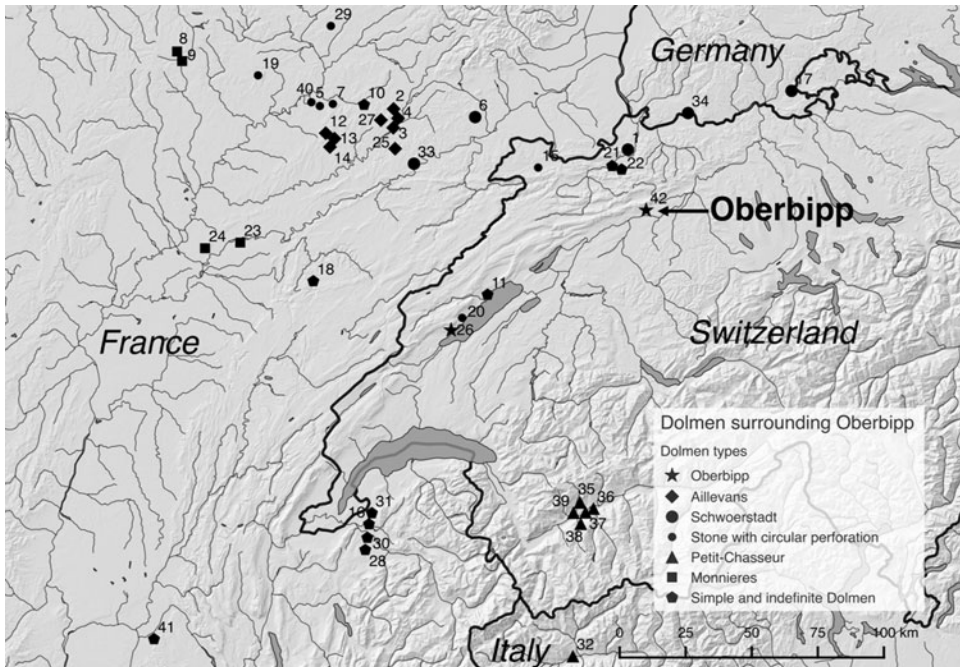 29
8
9
19
Germany
17
40
5
7
10
2
4
27
3
12
13
14
25
6
34
1
33
15
21
22
42
Oberbipp
24
23
18
11
20
26
France
Switzerland
31
16
30
28
35
36
39
37
38
41
Italy
32
Dolmen surrounding Oberbipp
Dolmen types
Oberbipp
Aillevans
Schwoerstadt
Stone with circular perforation
Petit-Chasseur
Monnieres
Simple and indefinite Dolmen
0 25 50 100 km